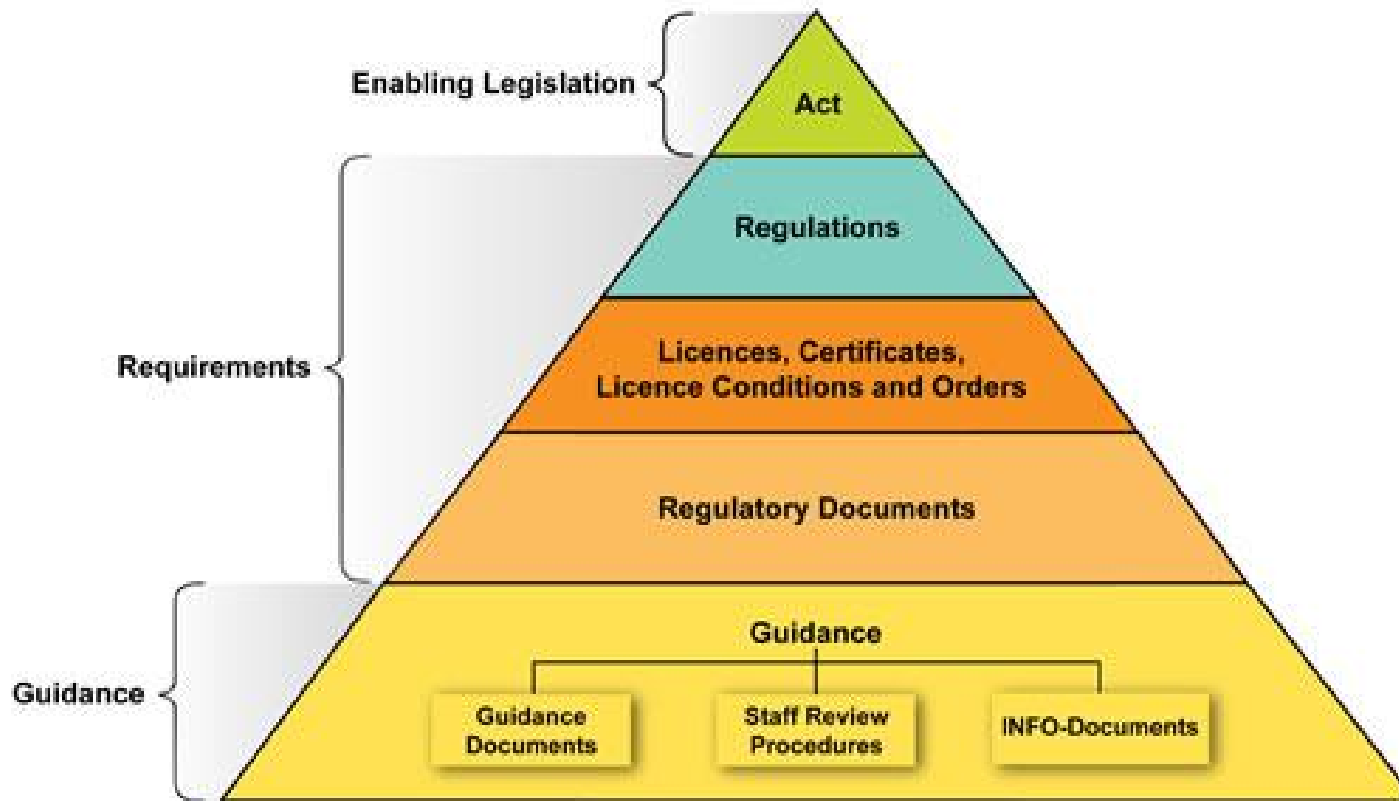 Enabling Legislation
Act
Regulations
Requirements
Licences, Certificates,
Licence Conditions and Orders
Regulatory Documents
Guidance
Guidance
Guidance
Documents
Staff Review
Procedures
INFO-Documents